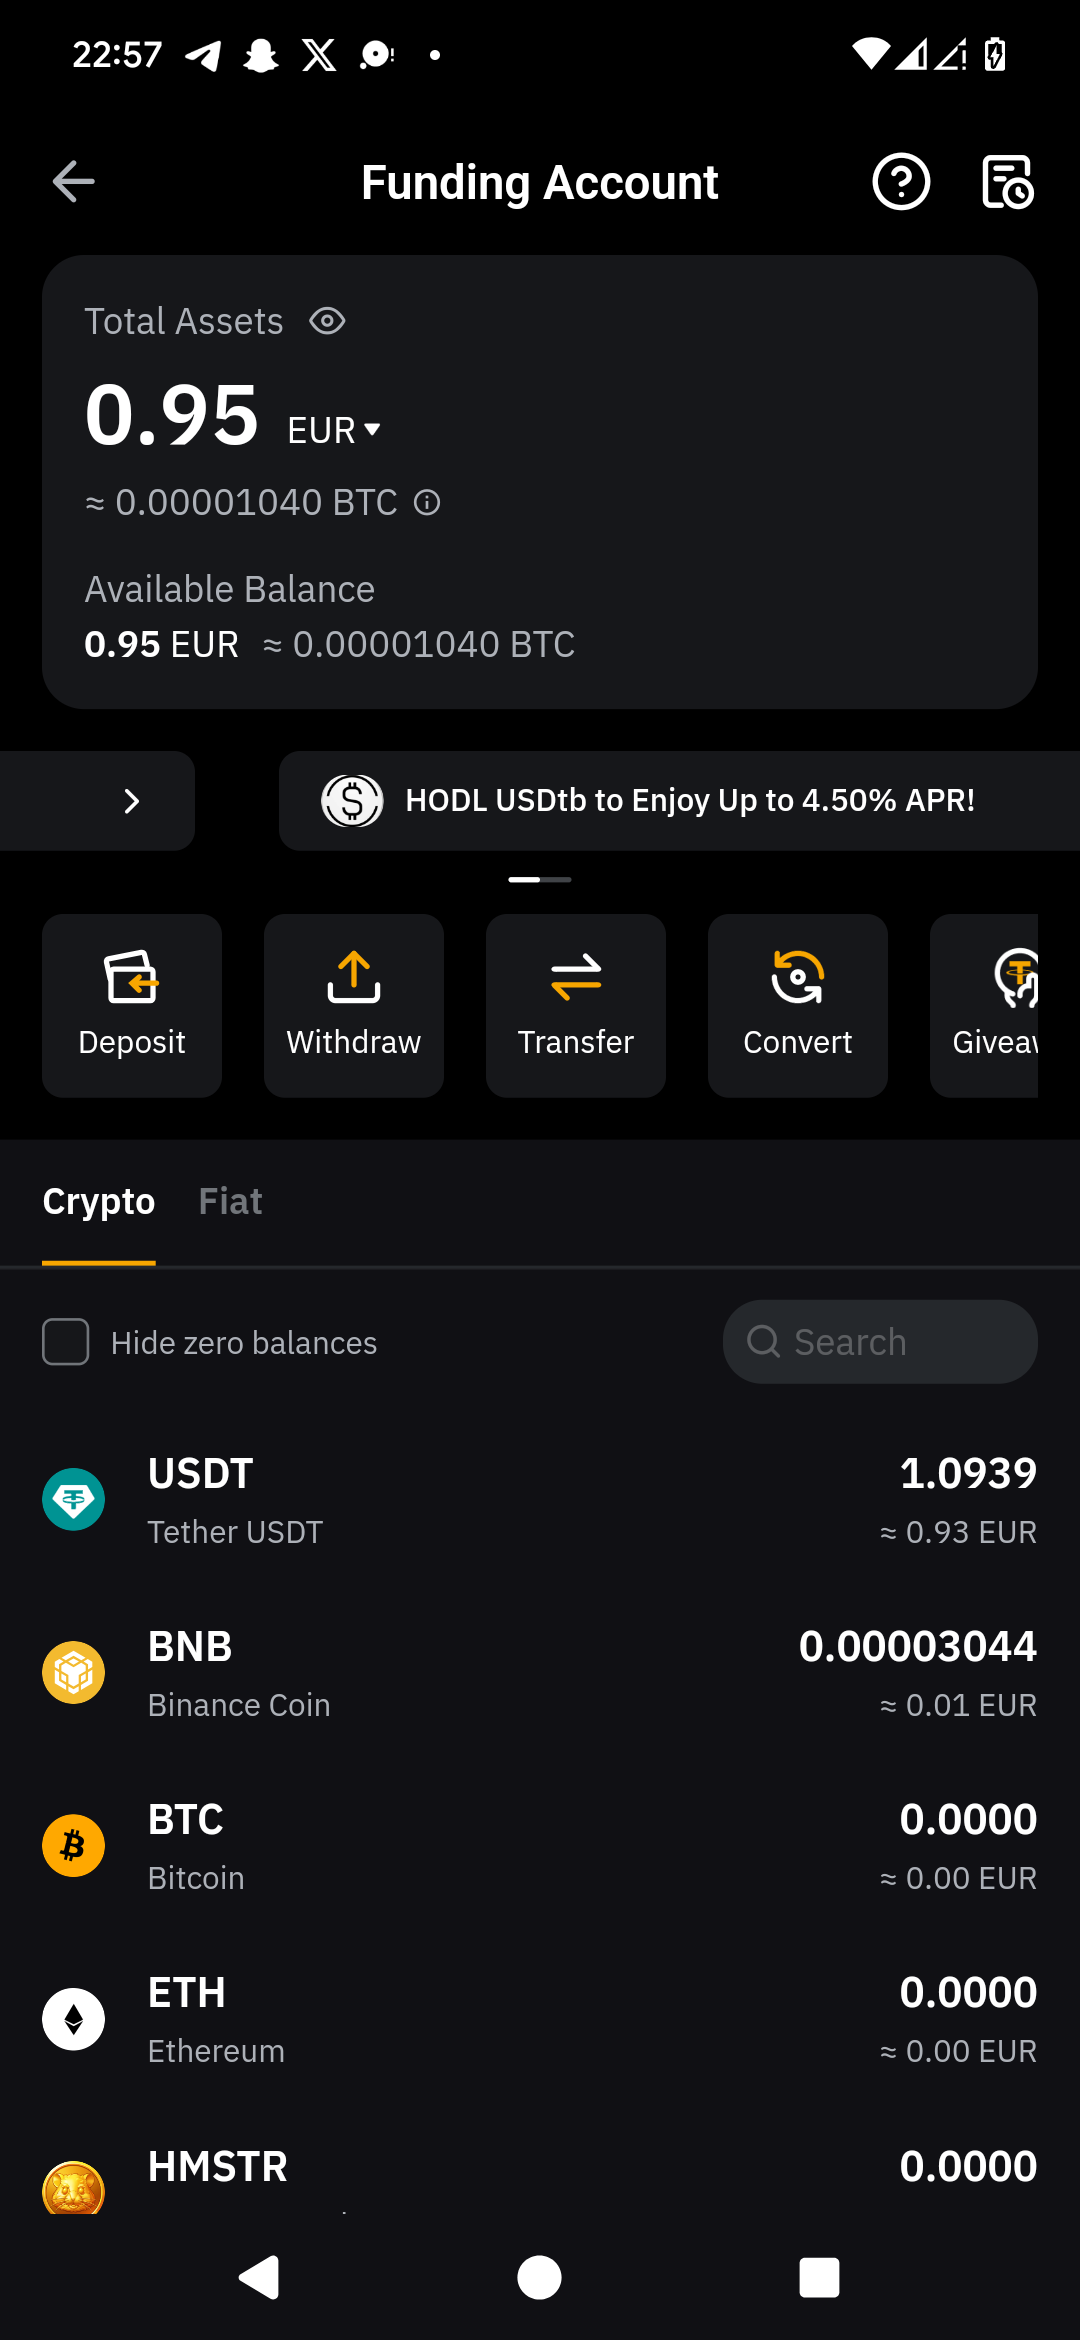 22:57
Funding Account
Total Assets
0.95 EUR
≈ 0.00001040 BTC
Available Balance
0.95 EUR ≈ 0.00001040 BTC
HODL USDtb to Enjoy Up to 4.50% APR!
Deposit Withdraw Transfer Convert Giveaw
Crypto Fiat
Hide zero balances Search
USDT 1.0939
Tether USDT ≈ 0.93 EUR
BNB 0.00003044
Binance Coin ≈ 0.01 EUR
BTC 0.0000
Bitcoin ≈ 0.00 EUR
ETH 0.0000
Ethereum ≈ 0.00 EUR
HMSTR 0.0000